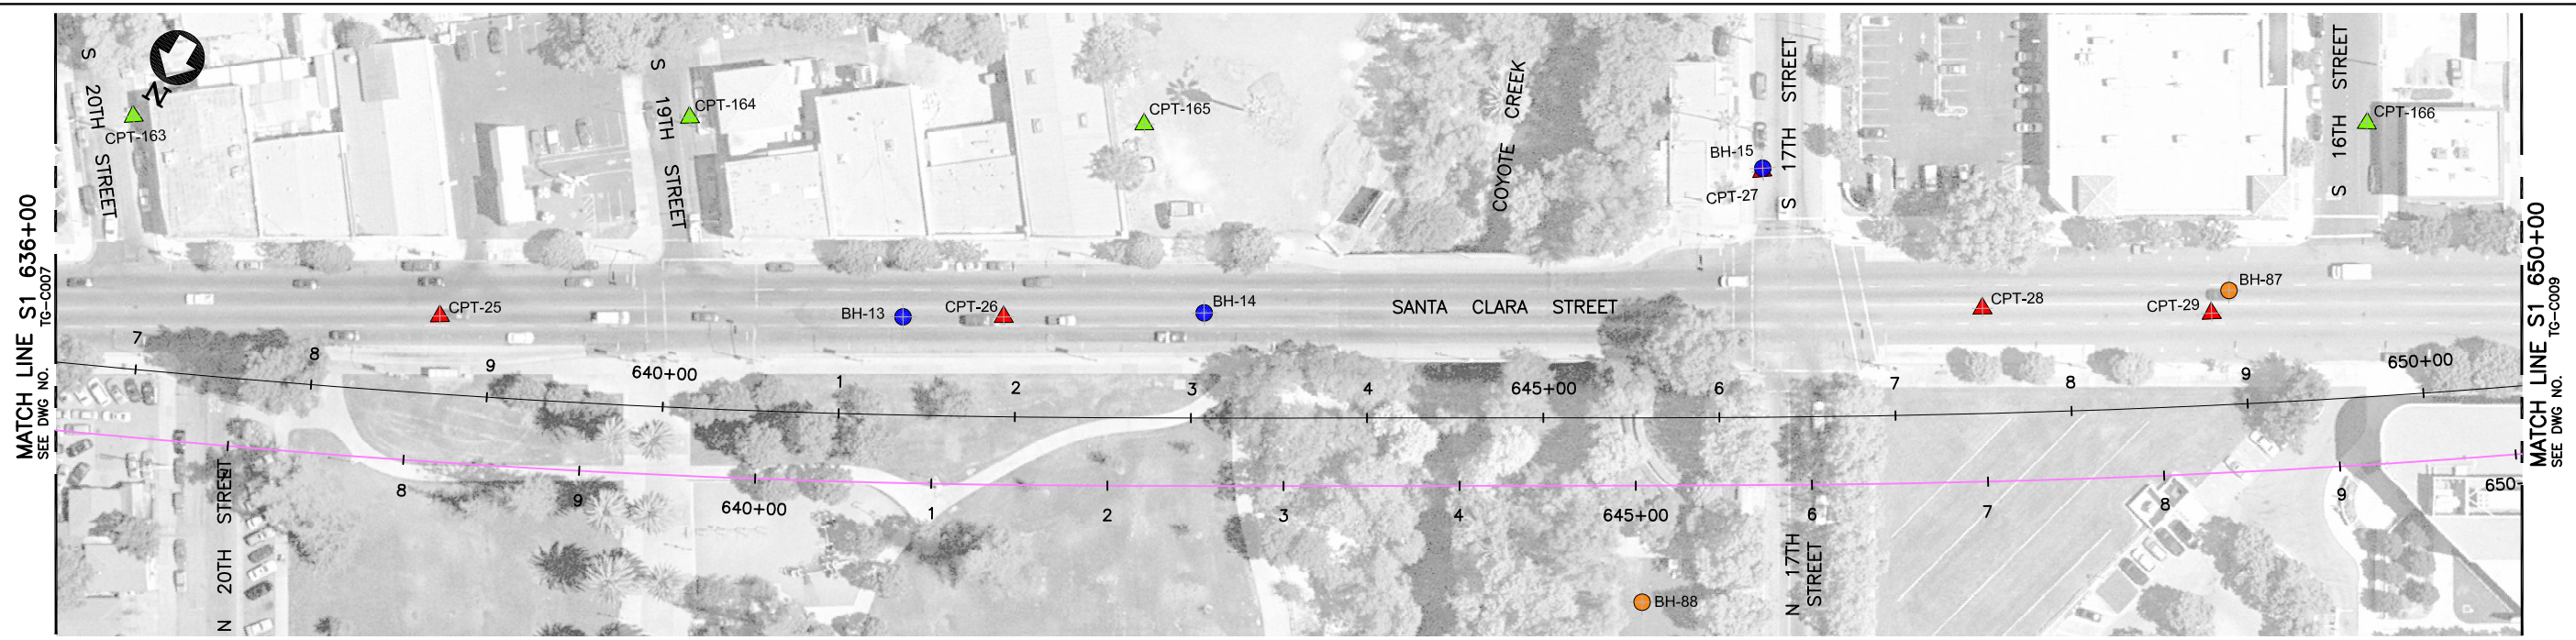 MATCH LINE S1 636+00
SEE DWG NO. TG-C007
S 20TH STREET
N
CPT-163
S 19TH STREET
CPT-164
CPT-165
COYOTE CREEK
BH-15
CPT-27
S 17TH STREET
S 16TH STREET
CPT-166
CPT-25
BH-13
CPT-26
BH-14
SANTA CLARA STREET
CPT-28
CPT-29
BH-87
7
8
9
640+00
1
2
3
4
645+00
6
7
8
9
650+00
8
9
640+00
1
2
3
4
645+00
6
7
8
9
650-
N 20TH STREET
BH-88
N 17TH STREET
MATCH LINE S1 650+00
SEE DWG NO. TG-C009